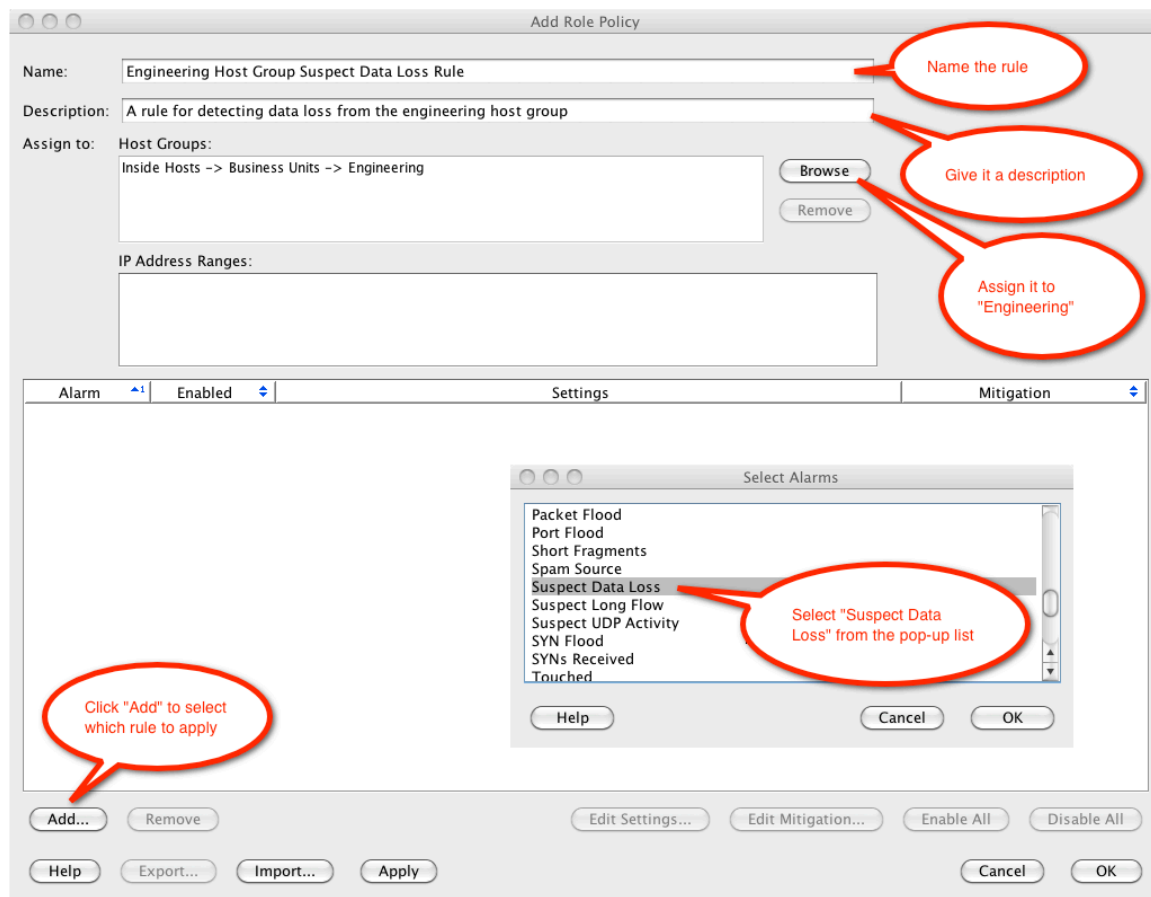 Add Role Policy
Name:
Engineering Host Group Suspect Data Loss Rule
Name the rule
Description:
A rule for detecting data loss from the engineering host group
Give it a description
Assign to:
Host Groups:
Inside Hosts -> Business Units -> Engineering
Browse
Remove
Assign it to
"Engineering"
IP Address Ranges:
Alarm
1
Enabled
Settings
Mitigation
Select Alarms
Packet Flood
Port Flood
Short Fragments
Spam Source
Suspect Data Loss
Suspect Long Flow
Suspect UDP Activity
SYN Flood
SYNs Received
Touched
Select "Suspect Data
Loss" from the pop-up list
Help
Cancel
OK
Click "Add" to select
which rule to apply
Add...
Remove
Edit Settings...
Edit Mitigation...
Enable All
Disable All
Help
Export...
Import...
Apply
Cancel
OK